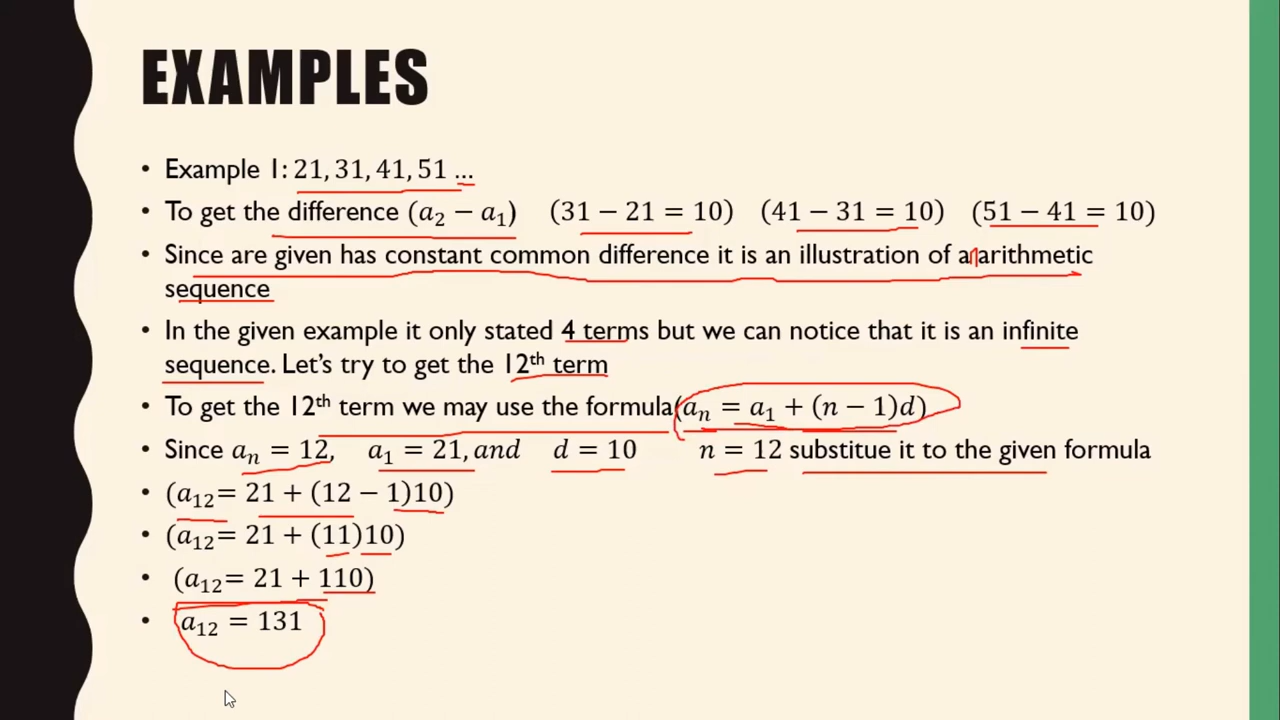 EXAMPLES
• Example 1: 21, 31, 41, 51 ...
• To get the difference (a₂ − a₁) (31 − 21 = 10) (41 − 31 = 10) (51 − 41 = 10)
• Since are given has constant common difference it is an illustration of a arithmetic
sequence
• In the given example it only stated 4 terms but we can notice that it is an infinite
sequence. Let's try to get the 12ᵗʰ term
• To get the 12ᵗʰ term we may use the formula(aₙ = a₁ + (n − 1)d)
• Since aₙ = 12, a₁ = 21, and d = 10 n = 12 substitue it to the given formula
• (a₁₂= 21 + (12 − 1)10)
• (a₁₂= 21 + (11)10)
• (a₁₂= 21 + 110)
• a₁₂ = 131